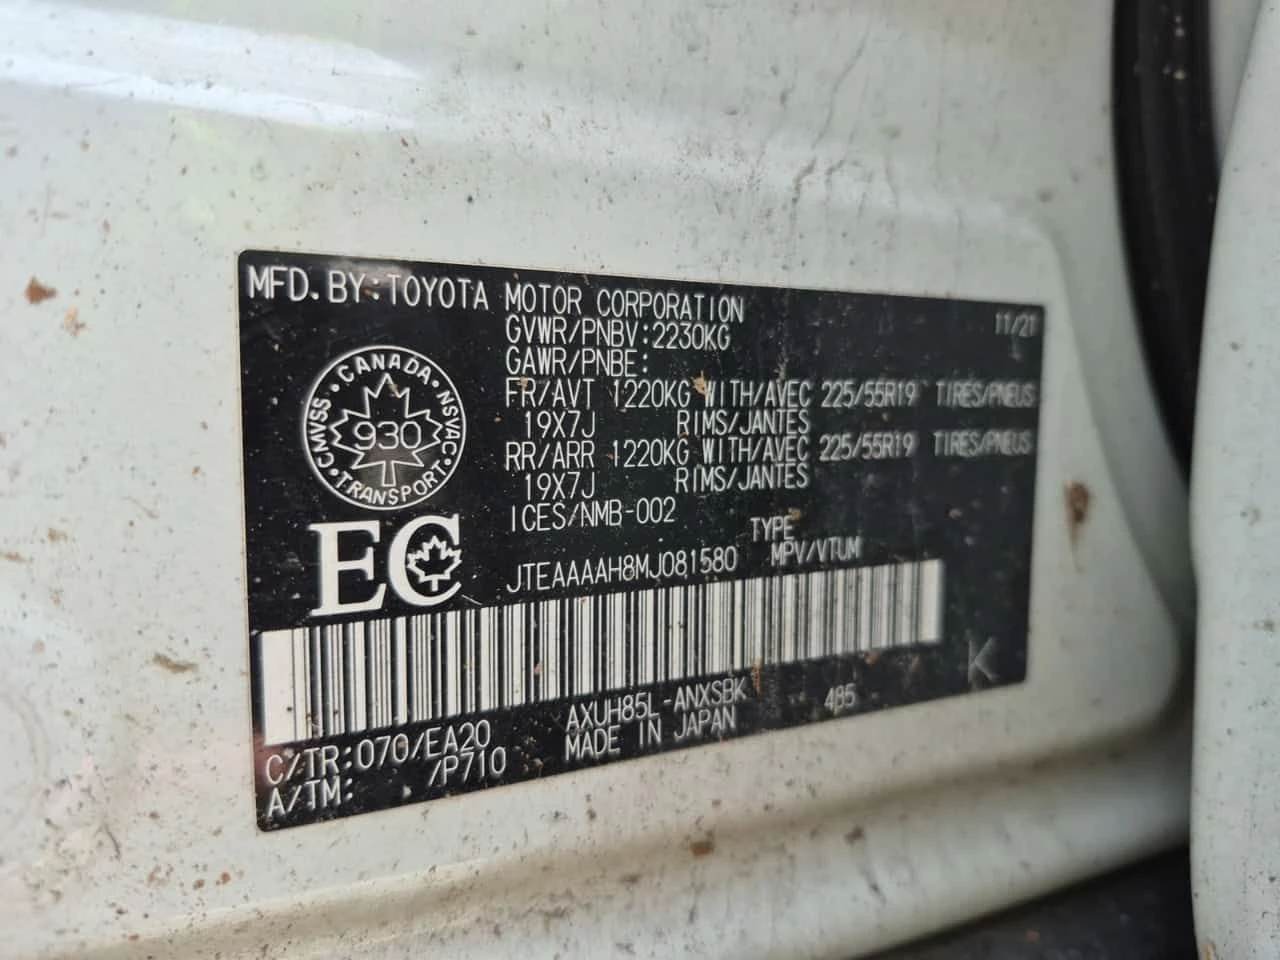 MFD. BY: TOYOTA MOTOR CORPORATION 11/21
GVWR/PNBV: 2230KG
GAWR/PNBE:
FR/AVT 1220KG WITH/AVEC 225/55R19 TIRES/PNEUS
19X7J RIMS/JANTES
RR/ARR 1220KG WITH/AVEC 225/55R19 TIRES/PNEUS
19X7J RIMS/JANTES
ICES/NMB-002
CANADA · NSVAC · TRANSPORT · CMVSS
930
EC
TYPE
JTEAAAAH8MJ081580 MPV/VTUM
K
C/TR: 070/EA20 AXUH85L-ANXSBK 485
A/TM: /P710 MADE IN JAPAN